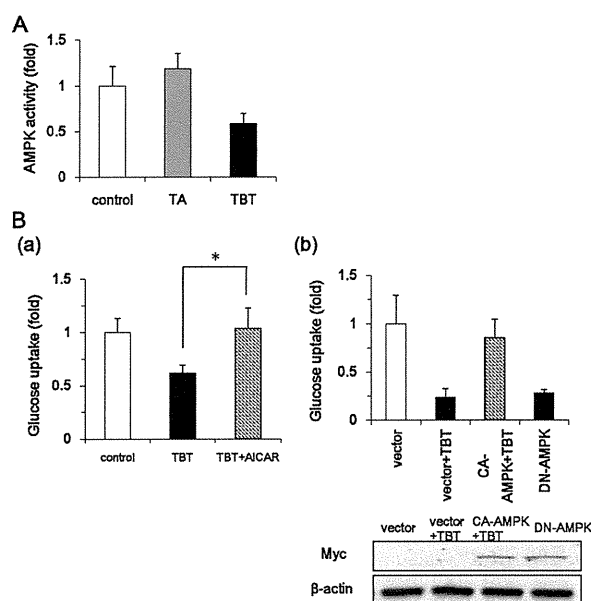 A
AMPK activity (fold)
1.5
1
0.5
0
control TA TBT
B
(a)
Glucose uptake (fold)
1.5
1
0.5
0
*
control TBT TBT+AICAR
(b)
Glucose uptake (fold)
1.5
1
0.5
0
vector
vector+TBT
CA-
AMPK+TBT
DN-AMPK
vector vector CA-AMPK DN-AMPK
+TBT +TBT
Myc
β-actin